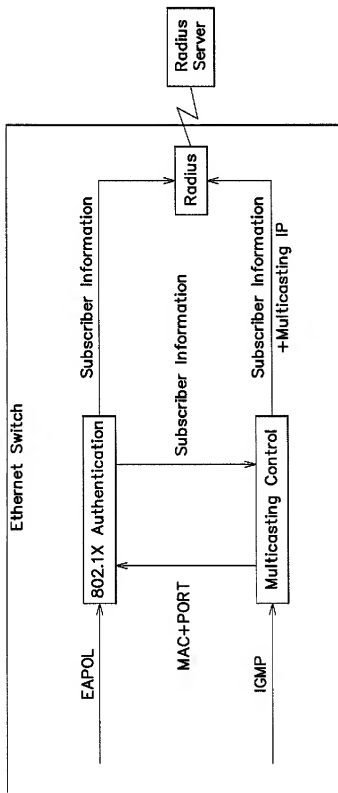 Ethernet Switch
EAPOL
802.1X Authentication
Subscriber Information
MAC+PORT
Subscriber Information
Radius
Radius
Server
IGMP
Multicasting Control
Subscriber Information
+Multicasting IP